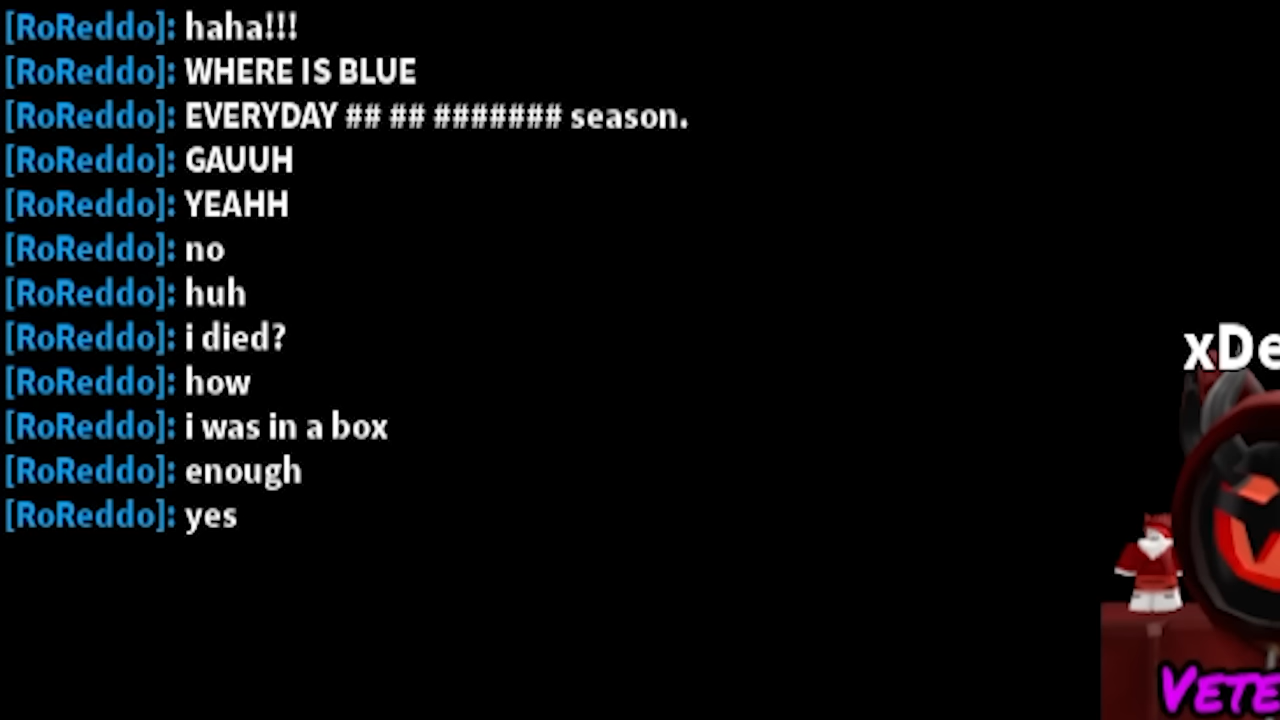 [RoReddo]: haha!!!
[RoReddo]: WHERE IS BLUE
[RoReddo]: EVERYDAY ## ## ####### season.
[RoReddo]: GAUUH
[RoReddo]: YEAHH
[RoReddo]: no
[RoReddo]: huh
[RoReddo]: i died?
[RoReddo]: how
[RoReddo]: i was in a box
[RoReddo]: enough
[RoReddo]: yes
xDe
VETE